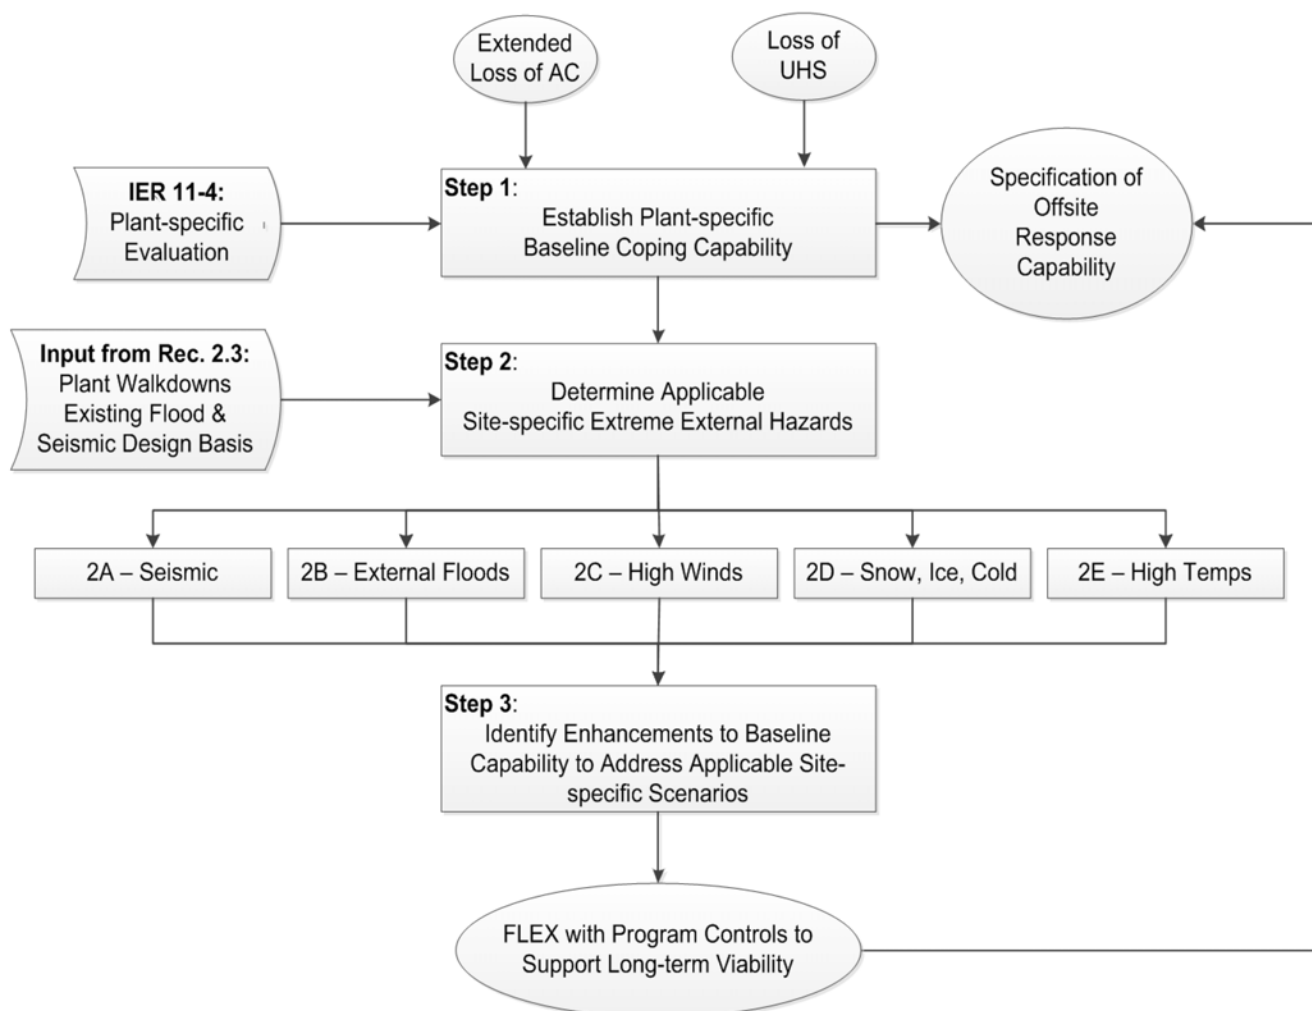 Extended
Loss of AC
Loss of
UHS
IER 11-4:
Plant-specific
Evaluation
Step 1:
Establish Plant-specific
Baseline Coping Capability
Specification of
Offsite
Response
Capability
Input from Rec. 2.3:
Plant Walkdowns
Existing Flood &
Seismic Design Basis
Step 2:
Determine Applicable
Site-specific Extreme External Hazards
2A – Seismic
2B – External Floods
2C – High Winds
2D – Snow, Ice, Cold
2E – High Temps
Step 3:
Identify Enhancements to Baseline
Capability to Address Applicable Site-
specific Scenarios
FLEX with Program Controls to
Support Long-term Viability